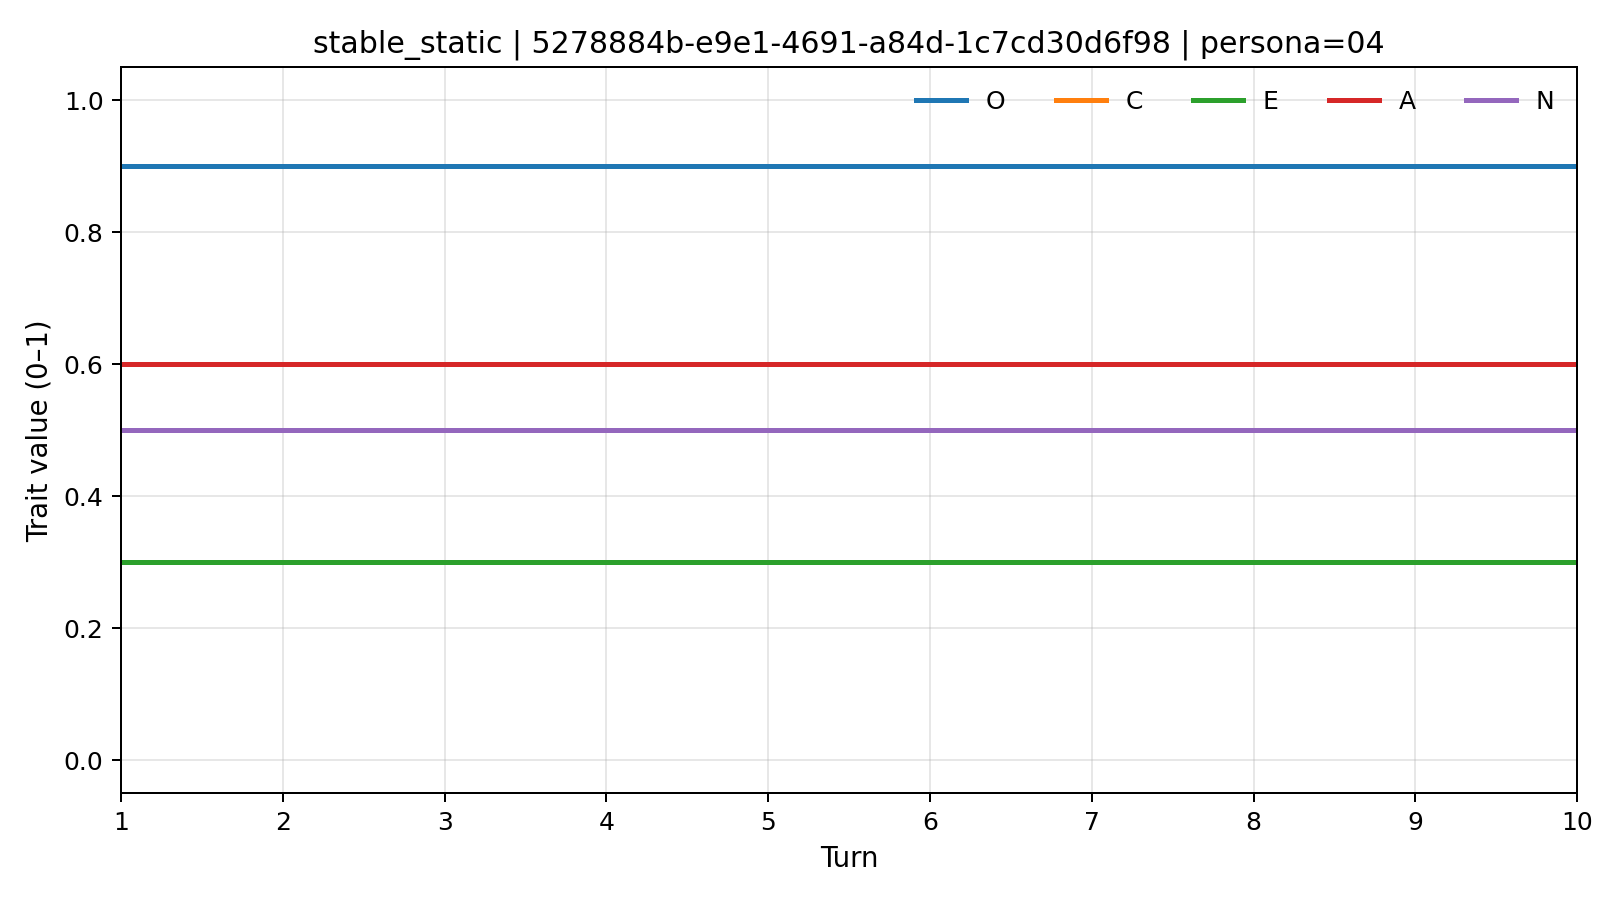 stable_static | 5278884b-e9e1-4691-a84d-1c7cd30d6f98 | persona=04
O C E A N
1.0
0.8
0.6
0.4
0.2
0.0
Trait value (0–1)
1 2 3 4 5 6 7 8 9 10
Turn